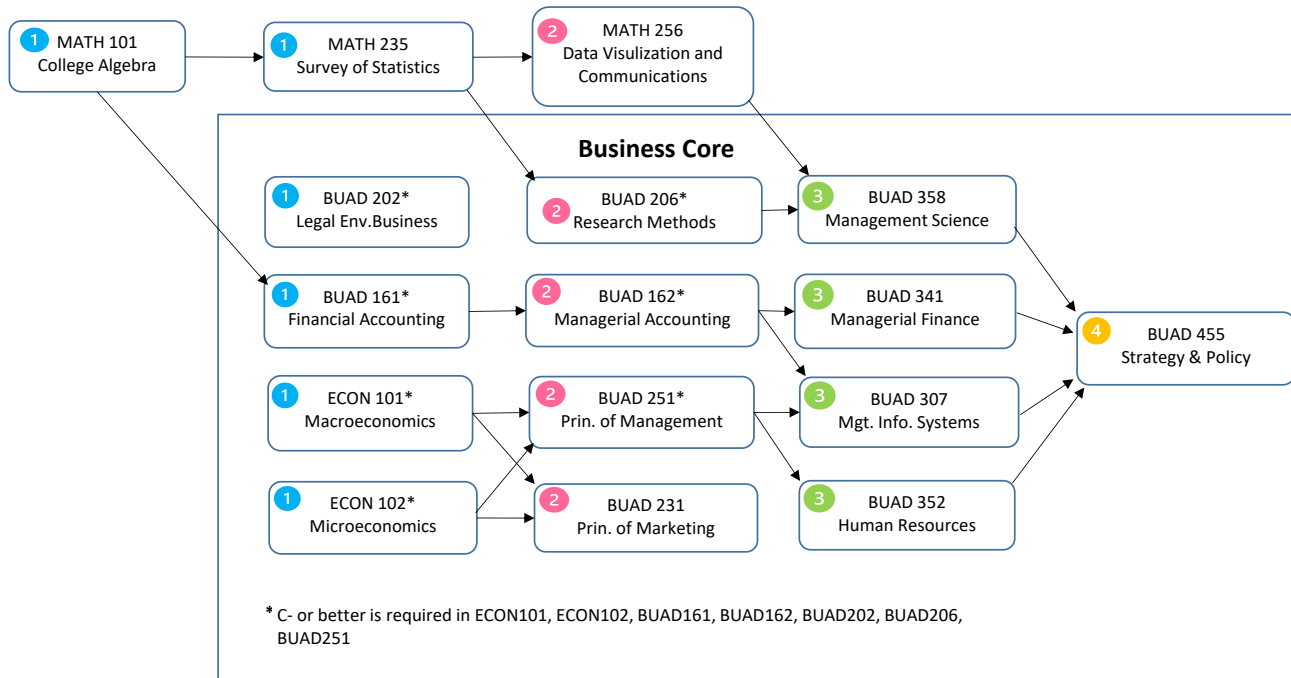 1 MATH 101
College Algebra
1 MATH 235
Survey of Statistics
2 MATH 256
Data Visulization and
Communications
Business Core
1 BUAD 202*
Legal Env.Business
2 BUAD 206*
Research Methods
3 BUAD 358
Management Science
1 BUAD 161*
Financial Accounting
2 BUAD 162*
Managerial Accounting
3 BUAD 341
Managerial Finance
4 BUAD 455
Strategy & Policy
1 ECON 101*
Macroeconomics
2 BUAD 251*
Prin. of Management
3 BUAD 307
Mgt. Info. Systems
1 ECON 102*
Microeconomics
2 BUAD 231
Prin. of Marketing
3 BUAD 352
Human Resources
* C- or better is required in ECON101, ECON102, BUAD161, BUAD162, BUAD202, BUAD206,
BUAD251